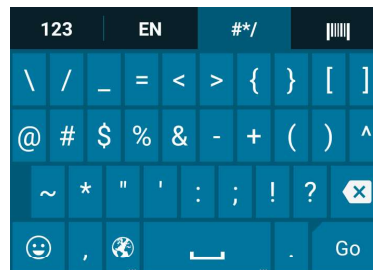 123 EN #*/
\ / _ = < > { } [ ]
@ # $ % & - + ( ) ^
~ * " ' : ; ! ?
, . Go